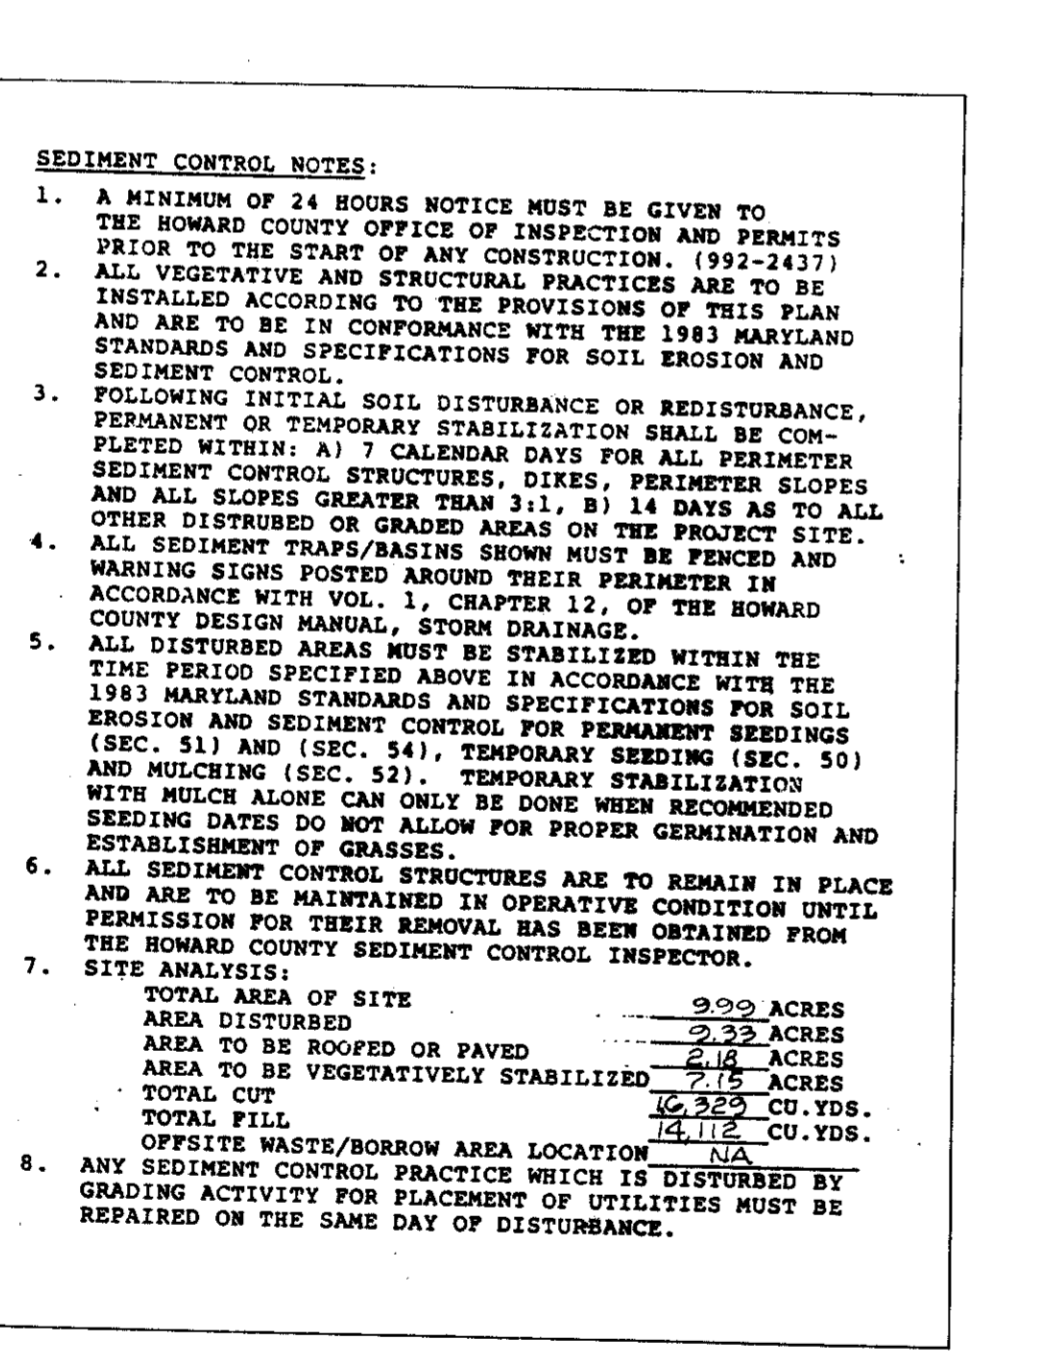 SEDIMENT CONTROL NOTES:
1. A MINIMUM OF 24 HOURS NOTICE MUST BE GIVEN TO
THE HOWARD COUNTY OFFICE OF INSPECTION AND PERMITS
PRIOR TO THE START OF ANY CONSTRUCTION. (992-2437)
2. ALL VEGETATIVE AND STRUCTURAL PRACTICES ARE TO BE
INSTALLED ACCORDING TO THE PROVISIONS OF THIS PLAN
AND ARE TO BE IN CONFORMANCE WITH THE 1983 MARYLAND
STANDARDS AND SPECIFICATIONS FOR SOIL EROSION AND
SEDIMENT CONTROL.
3. FOLLOWING INITIAL SOIL DISTURBANCE OR REDISTURBANCE,
PERMANENT OR TEMPORARY STABILIZATION SHALL BE COM-
PLETED WITHIN: A) 7 CALENDAR DAYS FOR ALL PERIMETER
SEDIMENT CONTROL STRUCTURES, DIKES, PERIMETER SLOPES
AND ALL SLOPES GREATER THAN 3:1, B) 14 DAYS AS TO ALL
OTHER DISTRUBED OR GRADED AREAS ON THE PROJECT SITE.
4. ALL SEDIMENT TRAPS/BASINS SHOWN MUST BE FENCED AND
WARNING SIGNS POSTED AROUND THEIR PERIMETER IN
ACCORDANCE WITH VOL. 1, CHAPTER 12, OF THE HOWARD
COUNTY DESIGN MANUAL, STORM DRAINAGE.
5. ALL DISTURBED AREAS MUST BE STABILIZED WITHIN THE
TIME PERIOD SPECIFIED ABOVE IN ACCORDANCE WITH THE
1983 MARYLAND STANDARDS AND SPECIFICATIONS FOR SOIL
EROSION AND SEDIMENT CONTROL FOR PERMANENT SEEDINGS
(SEC. 51) AND (SEC. 54), TEMPORARY SEEDING (SEC. 50)
AND MULCHING (SEC. 52). TEMPORARY STABILIZATION
WITH MULCH ALONE CAN ONLY BE DONE WHEN RECOMMENDED
SEEDING DATES DO NOT ALLOW FOR PROPER GERMINATION AND
ESTABLISHMENT OF GRASSES.
6. ALL SEDIMENT CONTROL STRUCTURES ARE TO REMAIN IN PLACE
AND ARE TO BE MAINTAINED IN OPERATIVE CONDITION UNTIL
PERMISSION FOR THEIR REMOVAL HAS BEEN OBTAINED FROM
THE HOWARD COUNTY SEDIMENT CONTROL INSPECTOR.
7. SITE ANALYSIS:
TOTAL AREA OF SITE 9.99 ACRES
AREA DISTURBED 9.33 ACRES
AREA TO BE ROOFED OR PAVED 2.18 ACRES
AREA TO BE VEGETATIVELY STABILIZED 7.15 ACRES
TOTAL CUT 16,329 CU.YDS.
TOTAL FILL 14,112 CU.YDS.
OFFSITE WASTE/BORROW AREA LOCATION NA
8. ANY SEDIMENT CONTROL PRACTICE WHICH IS DISTURBED BY
GRADING ACTIVITY FOR PLACEMENT OF UTILITIES MUST BE
REPAIRED ON THE SAME DAY OF DISTURBANCE.